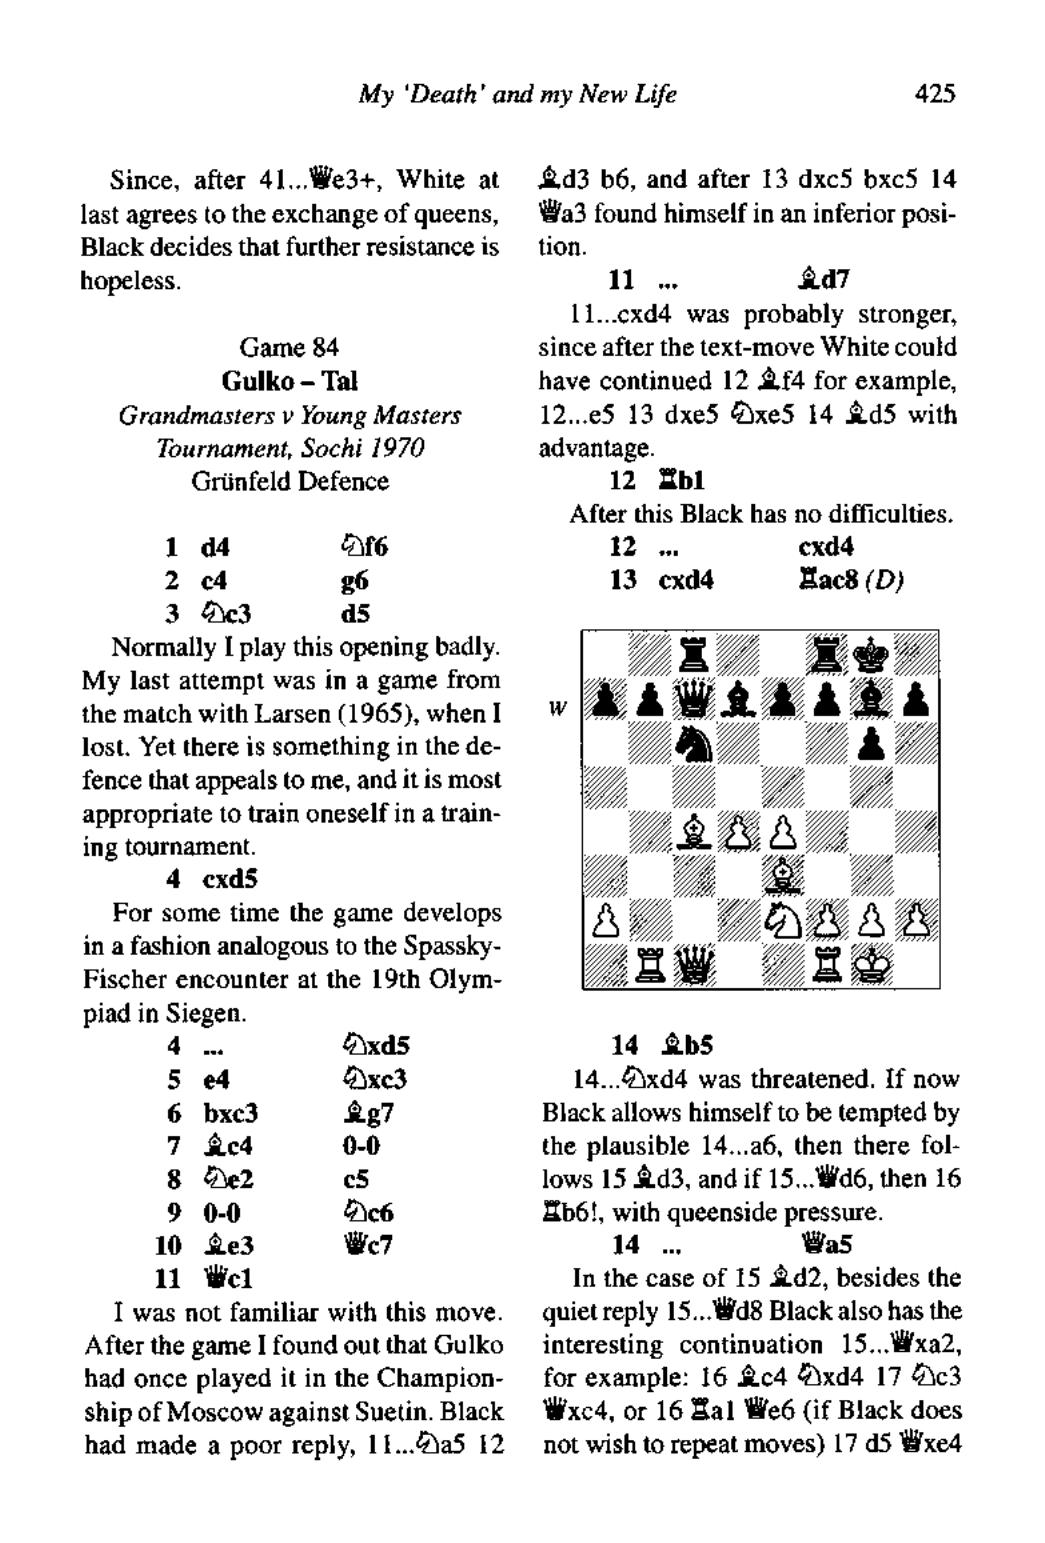 My 'Death' and my New Life 425
Since, after 41...♛e3+, White at
last agrees to the exchange of queens,
Black decides that further resistance is
hopeless.
Game 84
Gulko – Tal
Grandmasters v Young Masters
Tournament, Sochi 1970
Grünfeld Defence
1 d4 ♘f6
2 c4 g6
3 ♘c3 d5
Normally I play this opening badly.
My last attempt was in a game from
the match with Larsen (1965), when I
lost. Yet there is something in the de-
fence that appeals to me, and it is most
appropriate to train oneself in a train-
ing tournament.
4 cxd5
For some time the game develops
in a fashion analogous to the Spassky-
Fischer encounter at the 19th Olym-
piad in Siegen.
4 ... ♘xd5
5 e4 ♘xc3
6 bxc3 ♗g7
7 ♗c4 0-0
8 ♘e2 c5
9 0-0 ♘c6
10 ♗e3 ♛c7
11 ♛c1
I was not familiar with this move.
After the game I found out that Gulko
had once played it in the Champion-
ship of Moscow against Suetin. Black
had made a poor reply, 11...♘a5 12
♗d3 b6, and after 13 dxc5 bxc5 14
♛a3 found himself in an inferior posi-
tion.
11 ... ♗d7
11...cxd4 was probably stronger,
since after the text-move White could
have continued 12 ♗f4 for example,
12...e5 13 dxe5 ♘xe5 14 ♗d5 with
advantage.
12 ♖b1
After this Black has no difficulties.
12 ... cxd4
13 cxd4 ♖ac8 (D)
W
14 ♗b5
14...♘xd4 was threatened. If now
Black allows himself to be tempted by
the plausible 14...a6, then there fol-
lows 15 ♗d3, and if 15...♛d6, then 16
♖b6!, with queenside pressure.
14 ... ♛a5
In the case of 15 ♗d2, besides the
quiet reply 15...♛d8 Black also has the
interesting continuation 15...♛xa2,
for example: 16 ♗c4 ♘xd4 17 ♘c3
♛xc4, or 16 ♖a1 ♛e6 (if Black does
not wish to repeat moves) 17 d5 ♛xe4